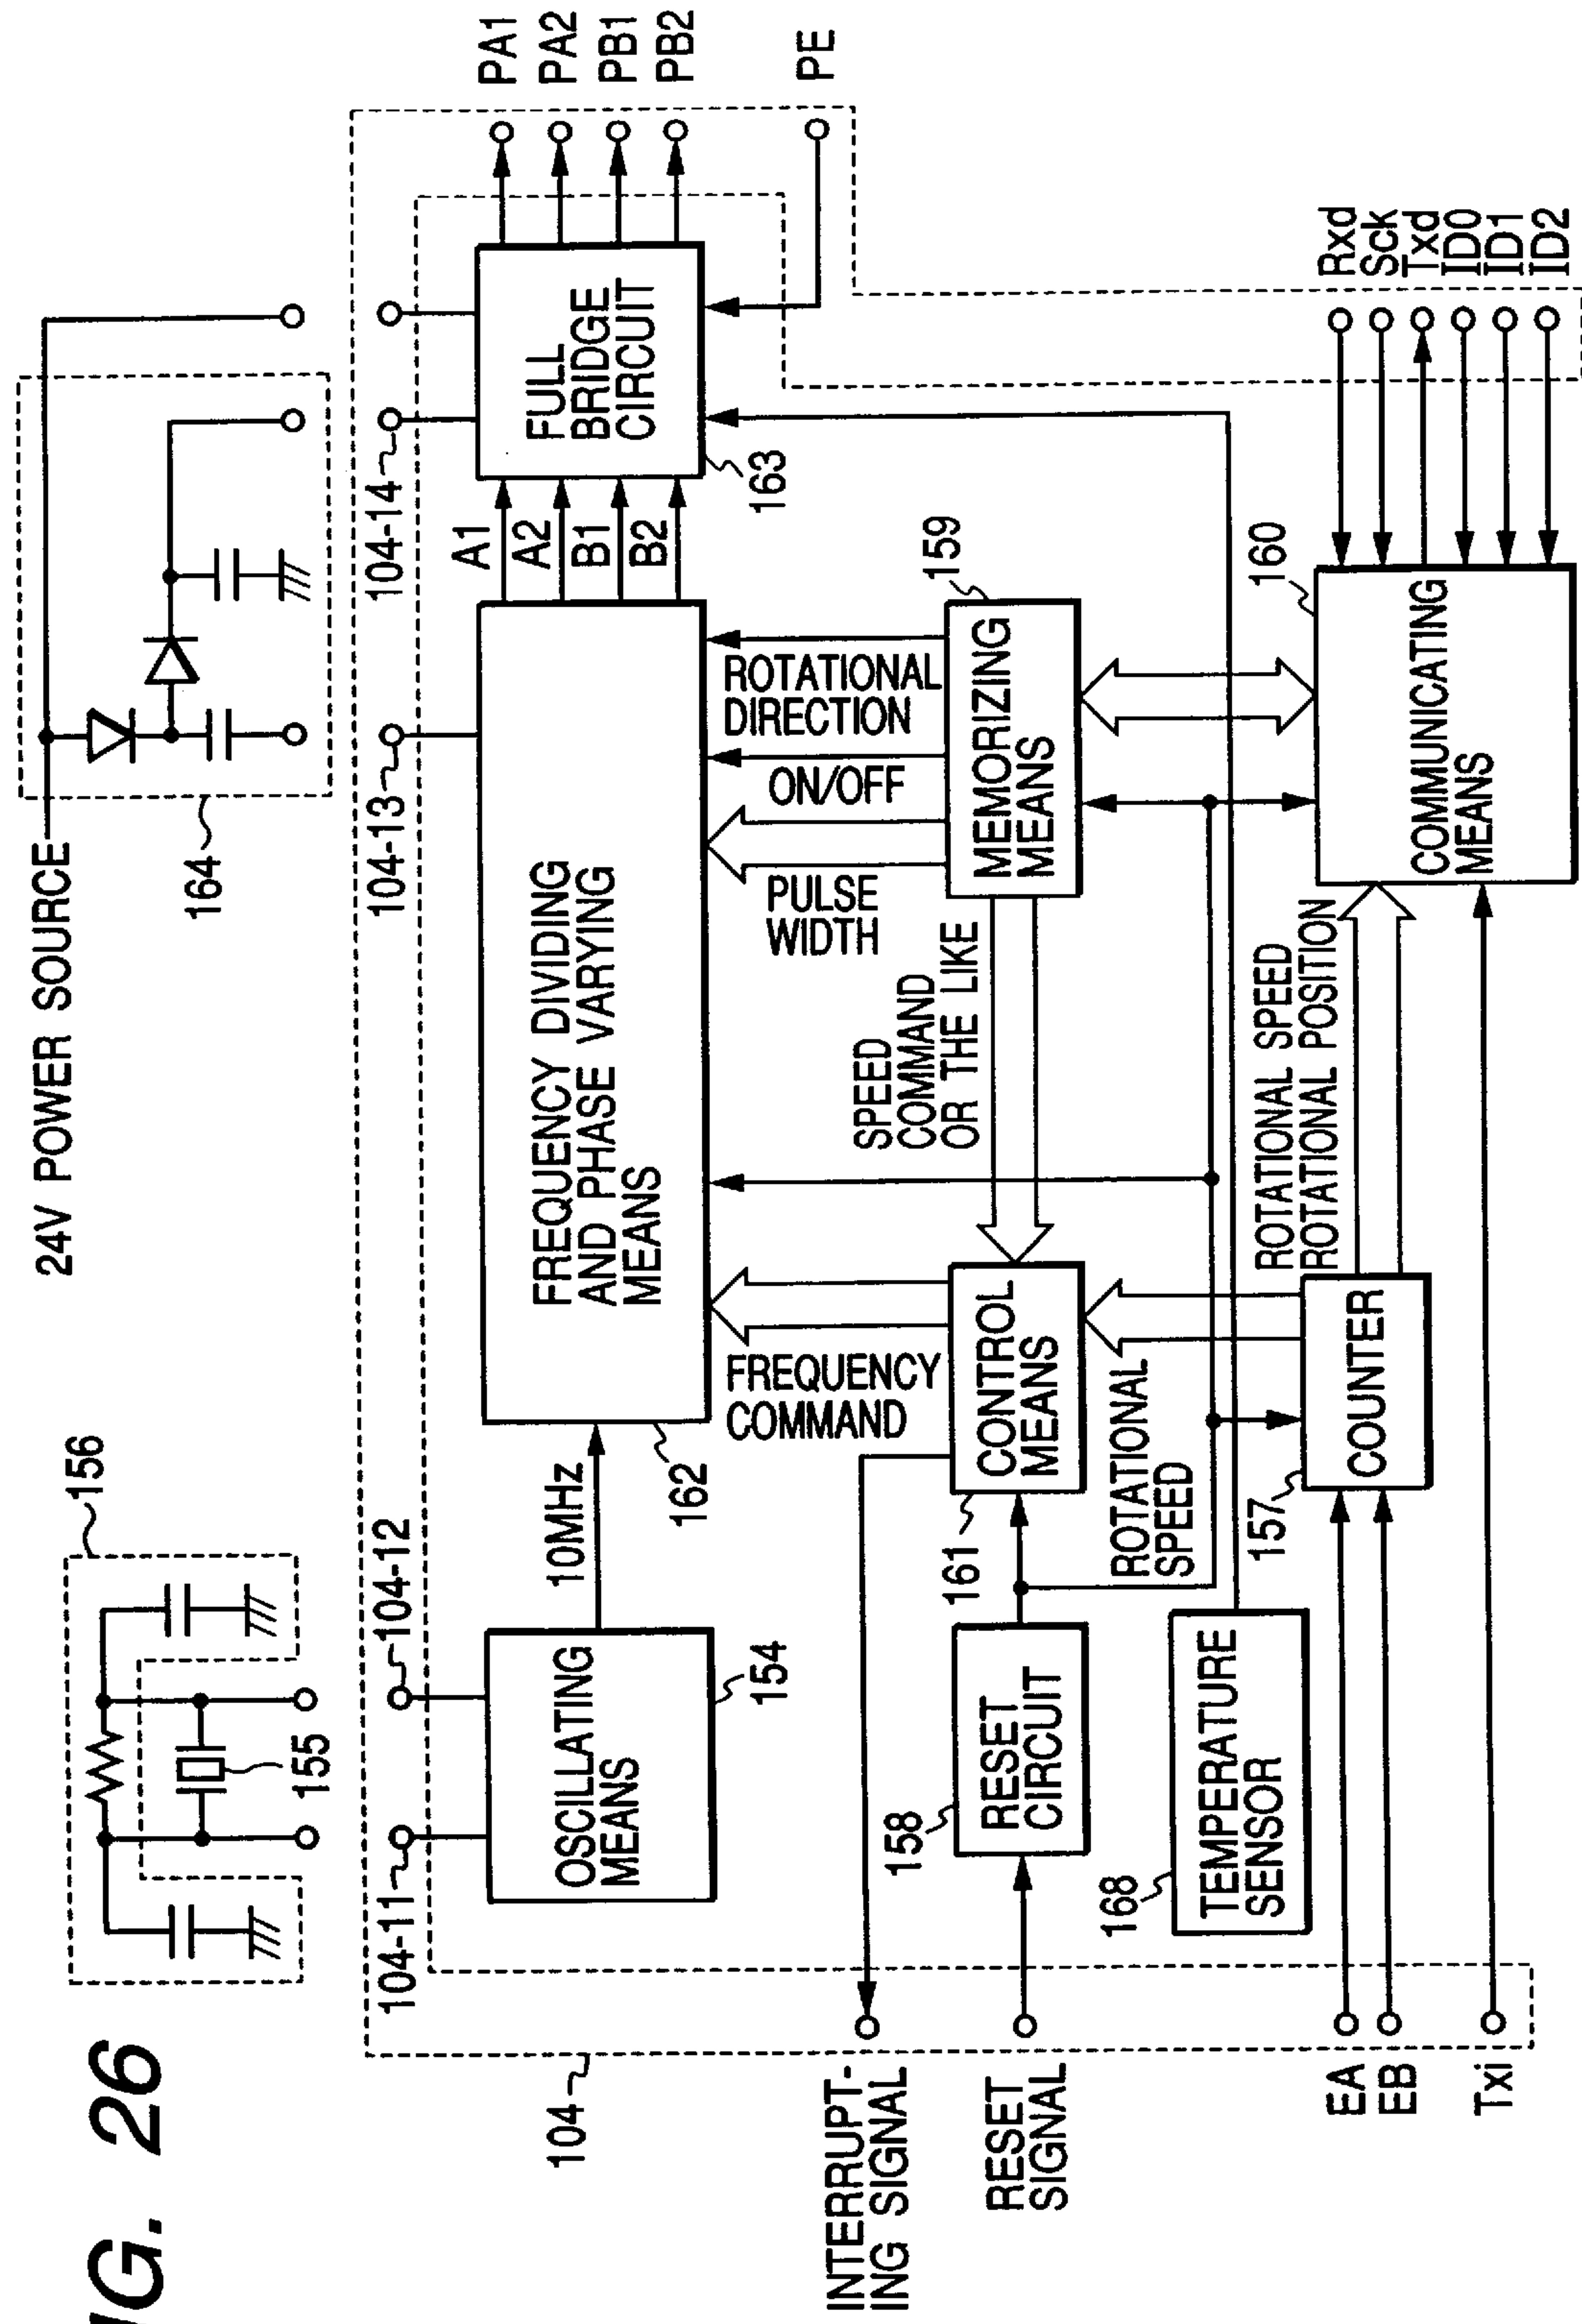 FIG. 26
156
155
24V POWER SOURCE
164
104
104-11
104-12
104-13
104-14
OSCILLATING
MEANS
154
10MHz
FREQUENCY DIVIDING
AND PHASE VARYING
MEANS
162
A1
A2
B1
B2
FULL
BRIDGE
CIRCUIT
163
PA1
PA2
PB1
PB2
PE
FREQUENCY
COMMAND
PULSE
WIDTH
ON/OFF
ROTATIONAL
DIRECTION
INTERRUPT-
ING SIGNAL
RESET
SIGNAL
158
RESET
CIRCUIT
161
CONTROL
MEANS
SPEED
COMMAND
OR THE LIKE
MEMORIZING
MEANS
159
ROTATIONAL
SPEED
168
TEMPERATURE
SENSOR
157
COUNTER
ROTATIONAL SPEED
ROTATIONAL POSITION
160
COMMUNICATING
MEANS
Rxd
Sck
Txd
ID0
ID1
ID2
EA
EB
Txi